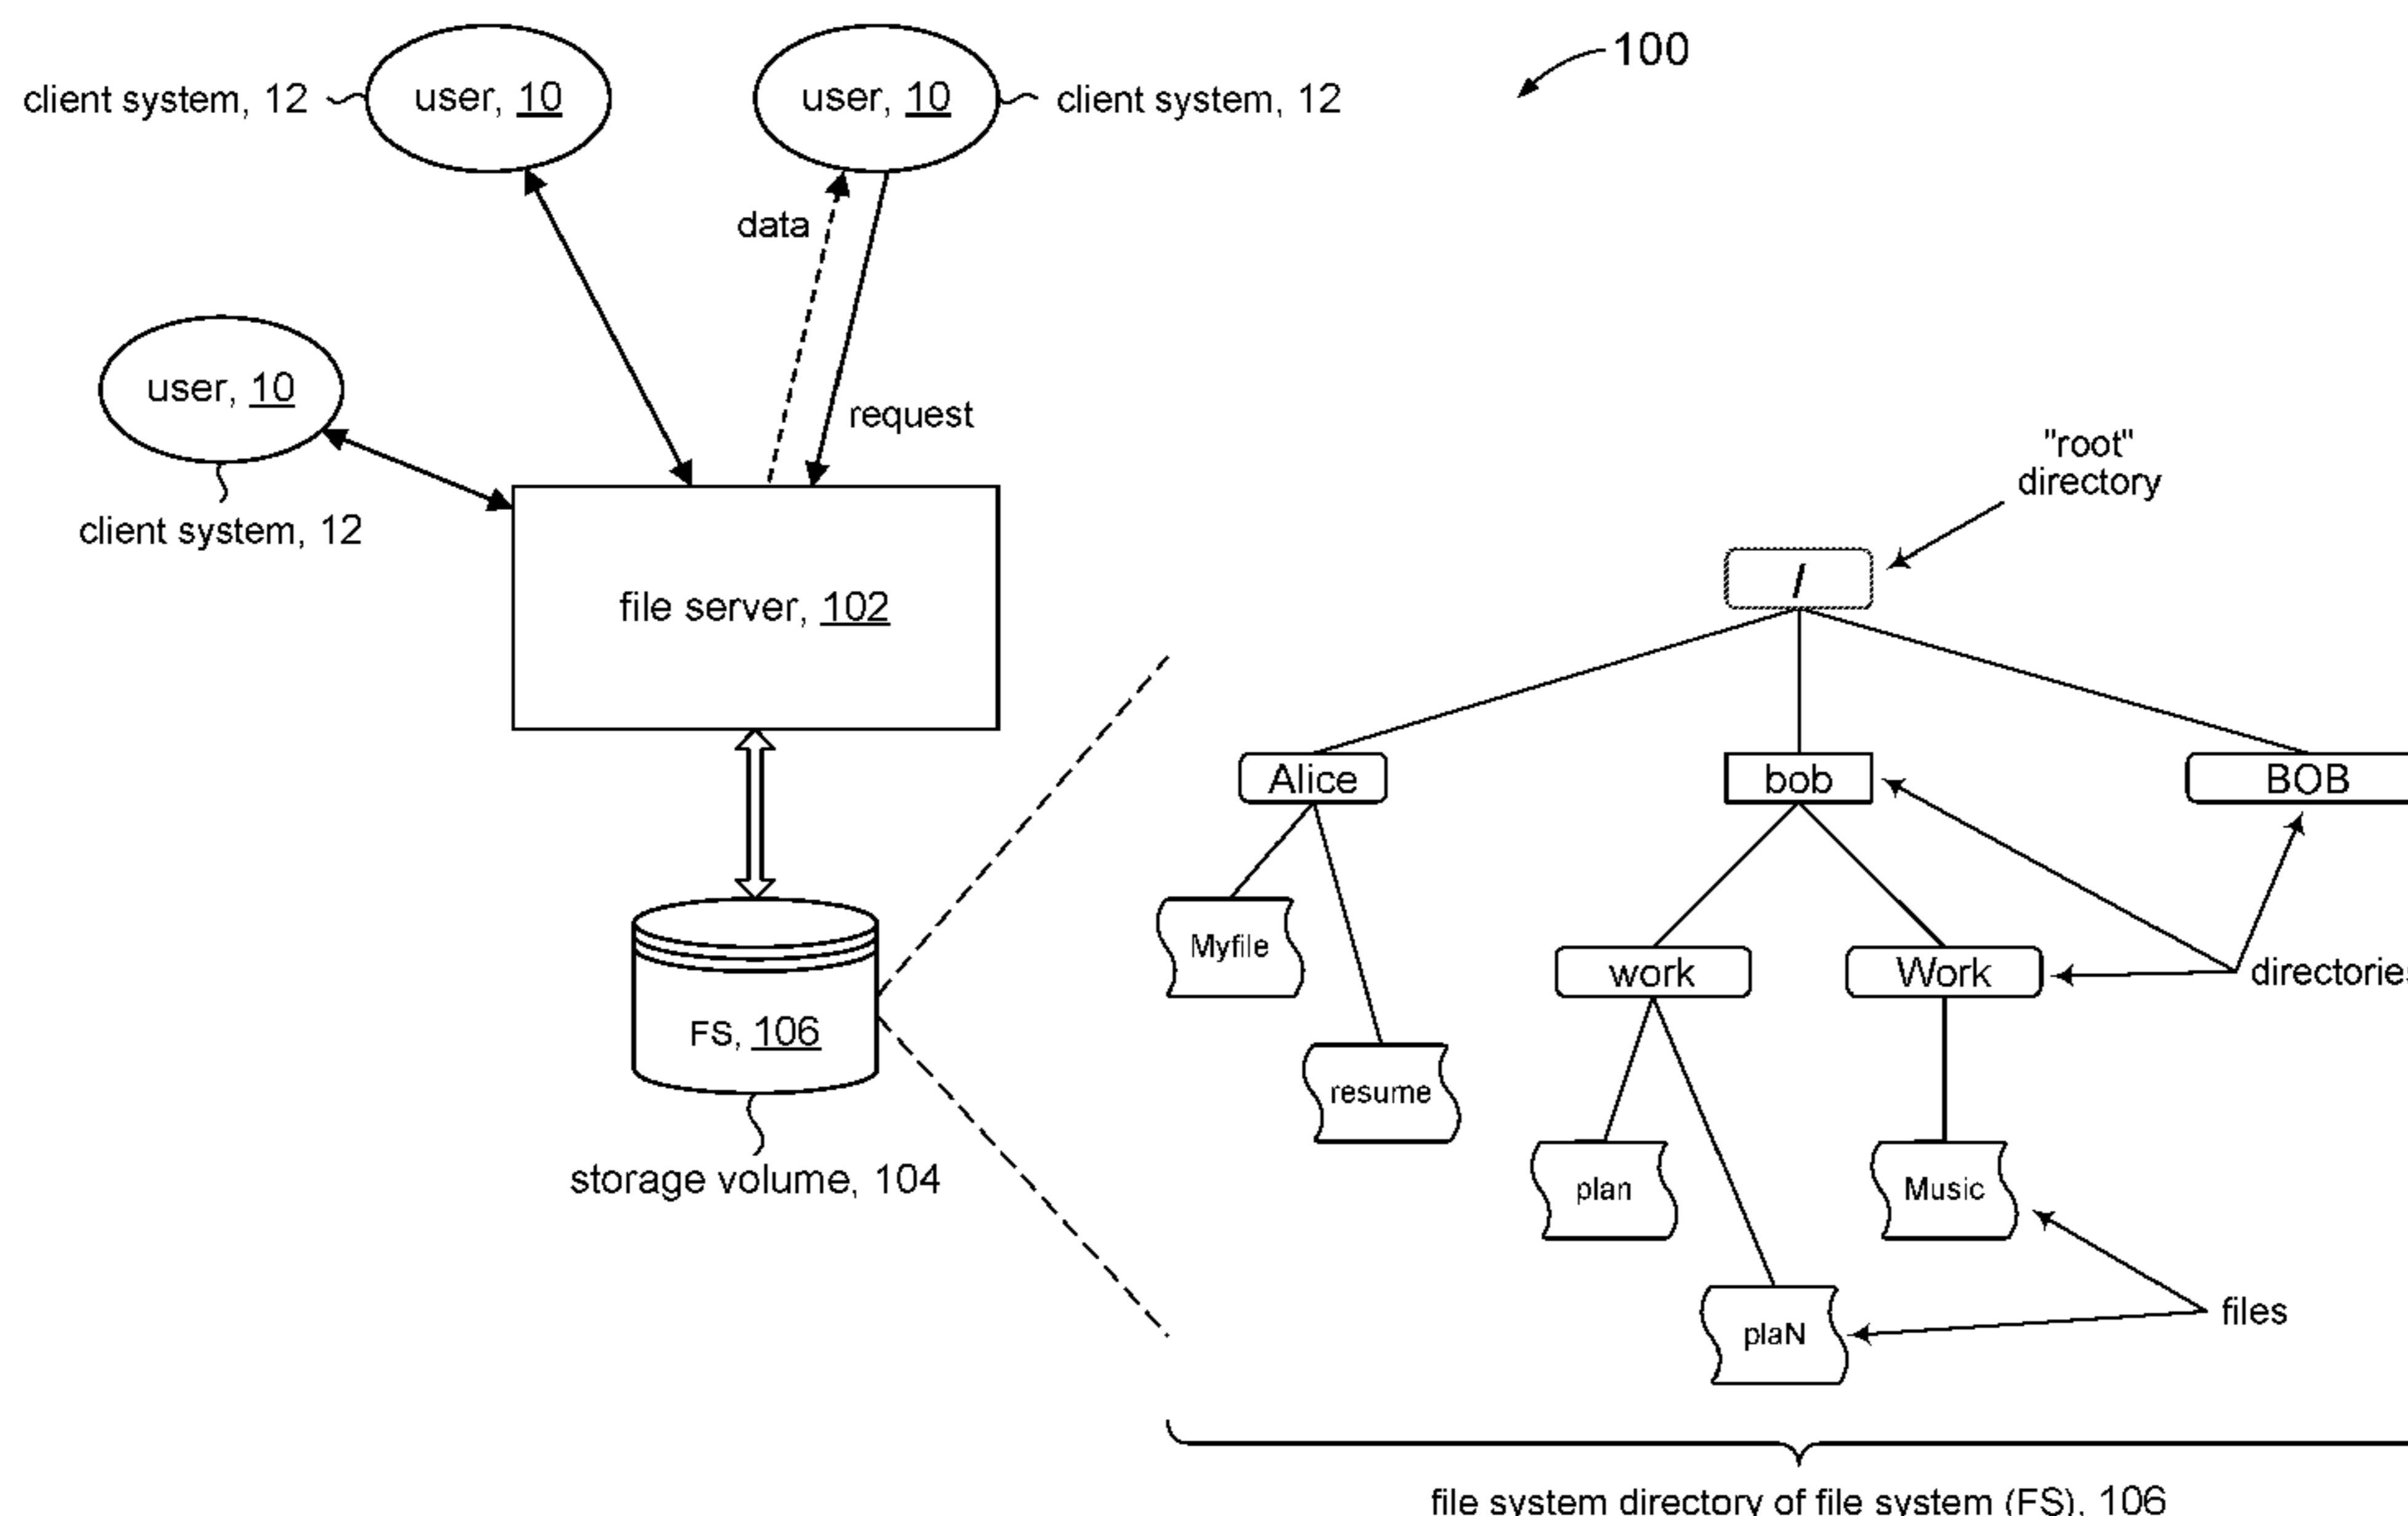 100
client system, 12
user, 10
user, 10
client system, 12
data
request
user, 10
client system, 12
file server, 102
FS, 106
storage volume, 104
"root"
directory
/
Alice
bob
BOB
Myfile
work
Work
directories
resume
plan
Music
plaN
files
file system directory of file system (FS), 106